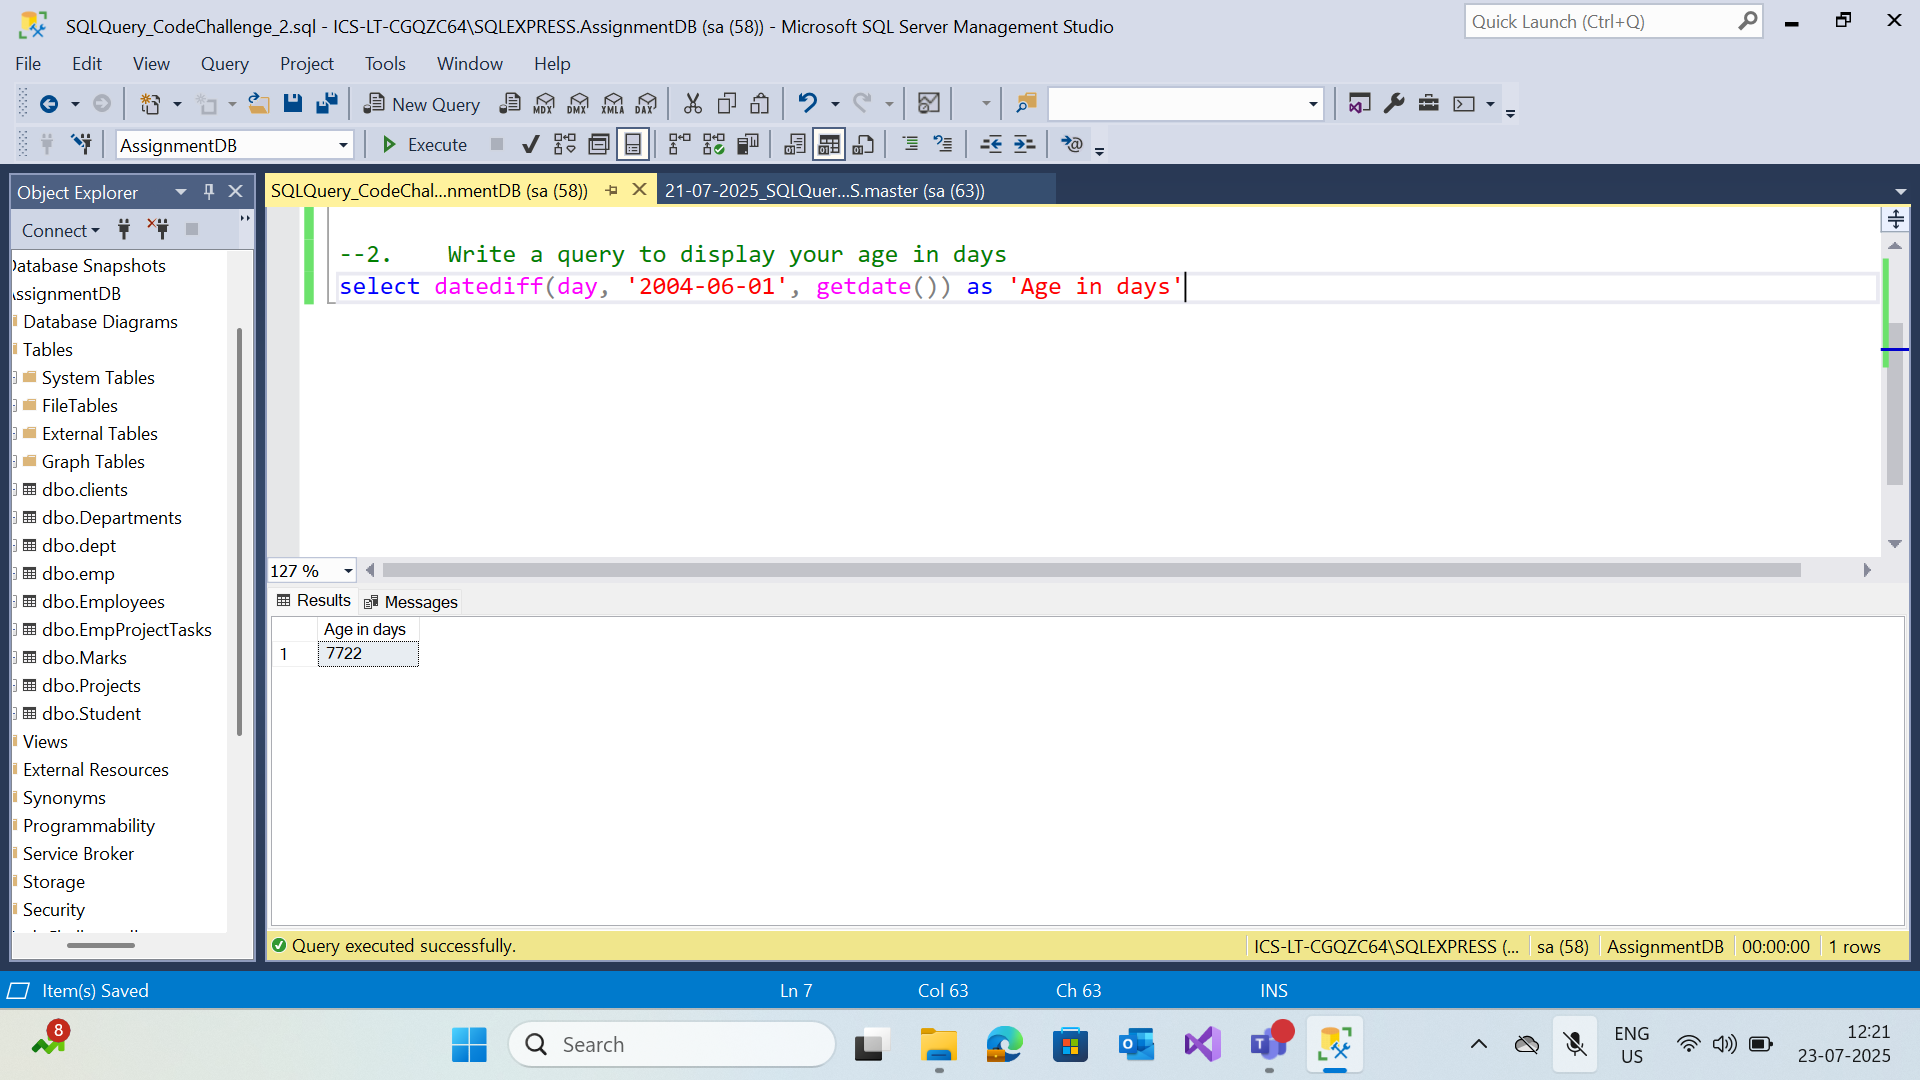 SQLQuery_CodeChallenge_2.sql - ICS-LT-CGQZC64\SQLEXPRESS.AssignmentDB (sa (58)) - Microsoft SQL Server Management Studio
Quick Launch (Ctrl+Q)
File Edit View Query Project Tools Window Help
New Query MDX DMX XMLA DAX
AssignmentDB Execute
Object Explorer
SQLQuery_CodeChal...nmentDB (sa (58)) 21-07-2025_SQLQuer...S.master (sa (63))
Connect
Database Snapshots
AssignmentDB
Database Diagrams
Tables
System Tables
FileTables
External Tables
Graph Tables
dbo.clients
dbo.Departments
dbo.dept
dbo.emp
dbo.Employees
dbo.EmpProjectTasks
dbo.Marks
dbo.Projects
dbo.Student
Views
External Resources
Synonyms
Programmability
Service Broker
Storage
Security
--2. Write a query to display your age in days
select datediff(day, '2004-06-01', getdate()) as 'Age in days'
127 %
Results Messages
Age in days
1 7722
Query executed successfully. ICS-LT-CGQZC64\SQLEXPRESS (... sa (58) AssignmentDB 00:00:00 1 rows
Item(s) Saved Ln 7 Col 63 Ch 63 INS
8
Search
ENG
US
12:21
23-07-2025